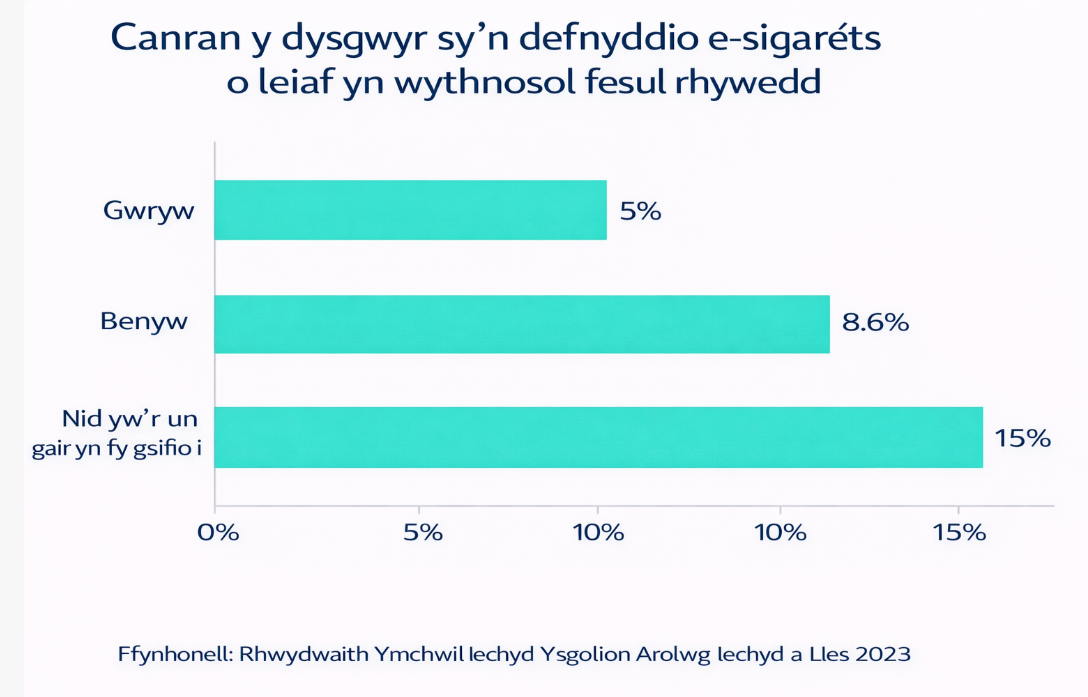 Canran y dysgwyr sy’n defnyddio e-sigaréts
o leiaf yn wythnosol fesul rhywedd
Gwryw
5%
Benyw
8.6%
Nid yw’r un
gair yn fy gsifio i
15%
0% 5% 10% 10% 15%
Ffynhonell: Rhwydwaith Ymchwil Iechyd Ysgolion Arolwg Iechyd a Lles 2023